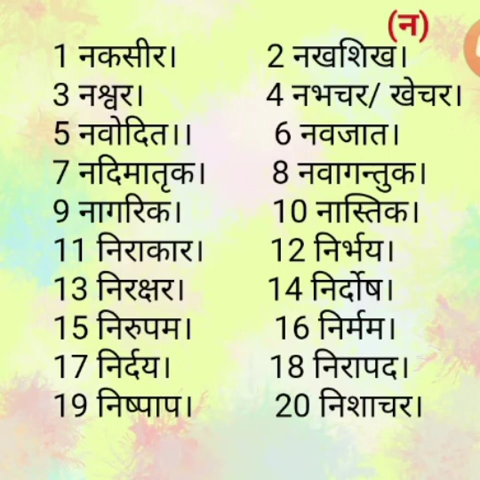 (न)
1 नकसीर। 2 नखशिख।
3 नश्वर। 4 नभचर/ खेचर।
5 नवोदित।। 6 नवजात।
7 नदिमातृक। 8 नवागन्तुक।
9 नागरिक। 10 नास्तिक।
11 निराकार। 12 निर्भय।
13 निरक्षर। 14 निर्दोष।
15 निरुपम। 16 निर्मम।
17 निर्दय। 18 निरापद।
19 निष्पाप। 20 निशाचर।